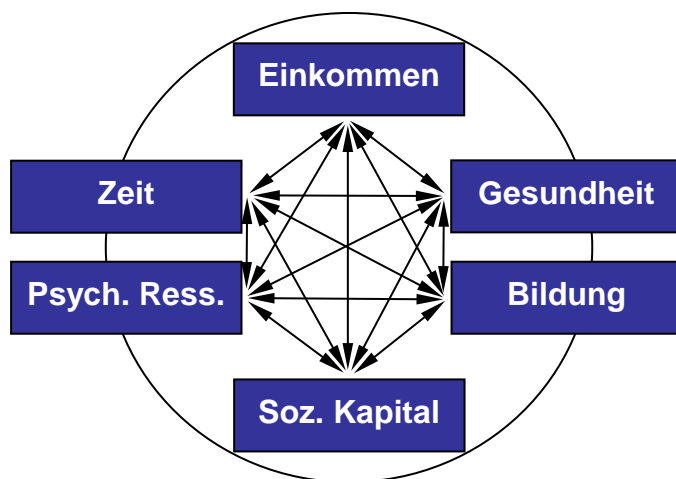 Einkommen
Zeit
Gesundheit
Psych. Ress.
Bildung
Soz. Kapital